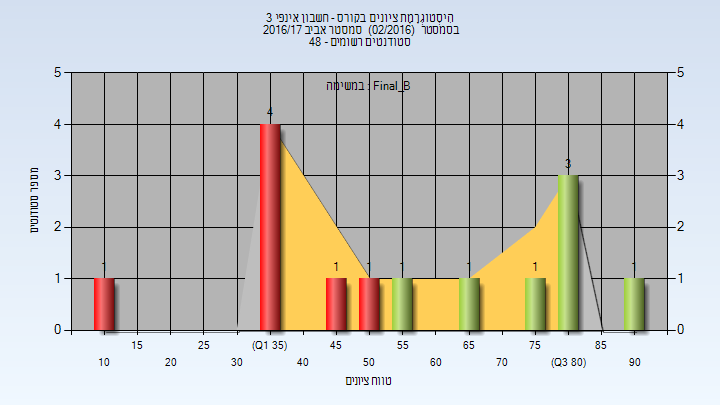 היסטוגרמת ציונים בקורס - חשבון אינפי 3
בסמסטר (02/2016) סמסטר אביב 2016/17
סטודנטים רשומים - 48
במשימה : Final_B
מספר סטודנטים
5 5
4 4
3 3
2 2
1 1
0 0
1 4 1 1 1 1 1 3 1
15 25 (Q1 35) 45 55 65 75 85
10 20 30 40 50 60 70 (Q3 80) 90
טווח ציונים